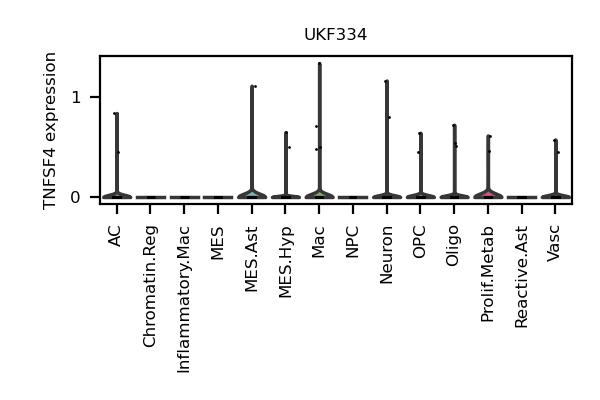 UKF334
TNFSF4 expression
1
0
AC
Chromatin.Reg
Inflammatory.Mac
MES
MES.Ast
MES.Hyp
Mac
NPC
Neuron
OPC
Oligo
Prolif.Metab
Reactive.Ast
Vasc